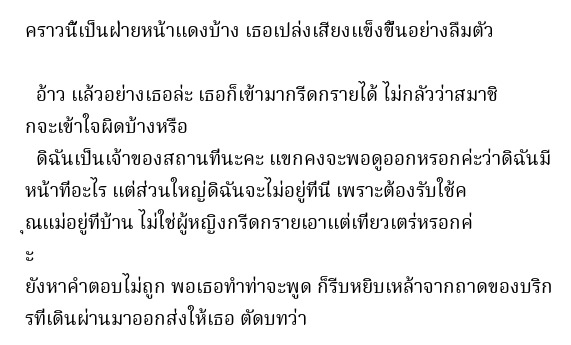 คราวนี้เป็นฝ่ายหน้าแดงบ้าง เธอเปล่งเสียงแข็งขึ้นอย่างลืมตัว
อ้าว แล้วอย่างเธอล่ะ เธอก็เข้ามากรีดกรายได้ ไม่กลัวว่าสมาชิ
กจะเข้าใจผิดบ้างหรือ
ดิฉันเป็นเจ้าของสถานที่นะคะ แขกคงจะพอดูออกหรอกค่ะว่าดิฉันมี
หน้าที่อะไร แต่ส่วนใหญ่ดิฉันจะไม่อยู่ที่นี่ เพราะต้องรับใช้ค
ุณแม่อยู่ที่บ้าน ไม่ใช่ผู้หญิงกรีดกรายเอาแต่เที่ยวเตร่หรอกค่
ะ
ยังหาคำตอบไม่ถูก พอเธอทำท่าจะพูด ก็รีบหยิบเหล้าจากถาดของบริก
รที่เดินผ่านมาออกส่งให้เธอ ตัดบทว่า